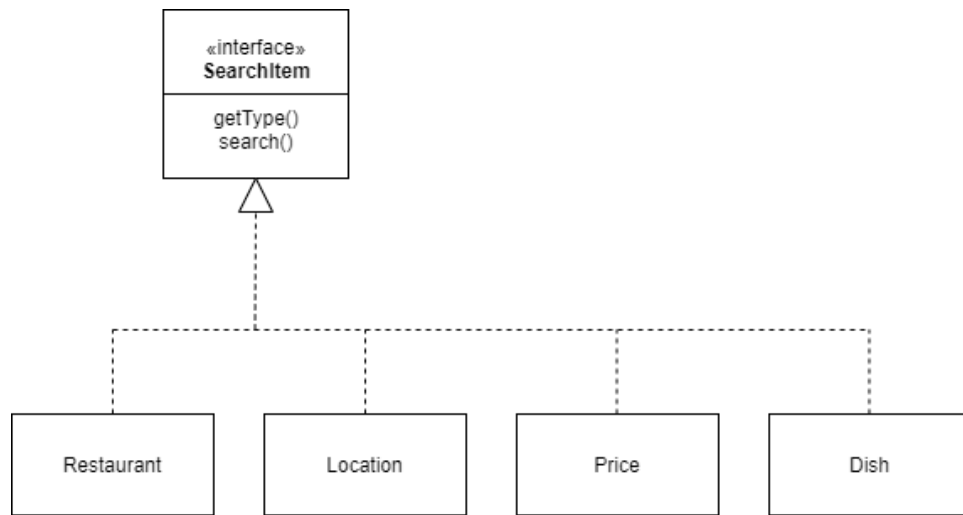 «interface»
SearchItem
getType()
search()
Restaurant
Location
Price
Dish